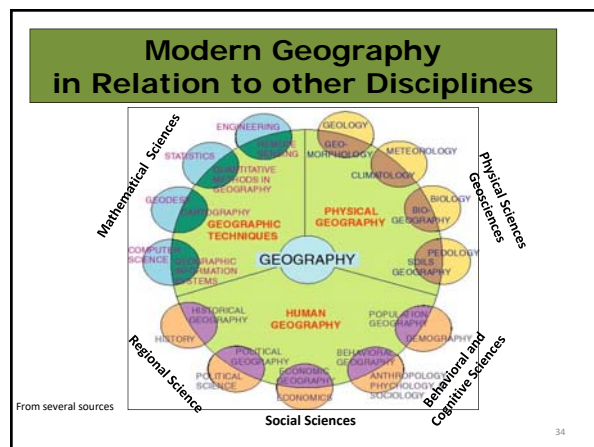 Modern Geography
in Relation to other Disciplines
Mathematical Sciences
Physical Sciences
Geosciences
ENGINEERING
REMOTE
SENSING
STATISTICS
QUANTITATIVE
METHODS IN
GEOGRAPHY
GEODESY
CARTOGRAPHY
GEOGRAPHIC
TECHNIQUES
COMPUTER
SCIENCE
GEOGRAPHIC
INFORMATION
SYSTEMS
GEOLOGY
GEO-
MORPHOLOGY
METEOROLOGY
CLIMATOLOGY
BIOLOGY
BIO-
GEOGRAPHY
PHYSICAL
GEOGRAPHY
PEDOLOGY
SOILS
GEOGRAPHY
GEOGRAPHY
HUMAN
GEOGRAPHY
HISTORICAL
GEOGRAPHY
HISTORY
POLITICAL
GEOGRAPHY
POLITICAL
SCIENCE
ECONOMIC
GEOGRAPHY
ECONOMICS
BEHAVIORAL
GEOGRAPHY
ANTHROPOLOGY
PHYCHOLOGY
SOCIOLOGY
POPULATION
GEOGRAPHY
DEMOGRAPHY
Regional Science
Social Sciences
Behavioral and
Cognitive Sciences
From several sources
34